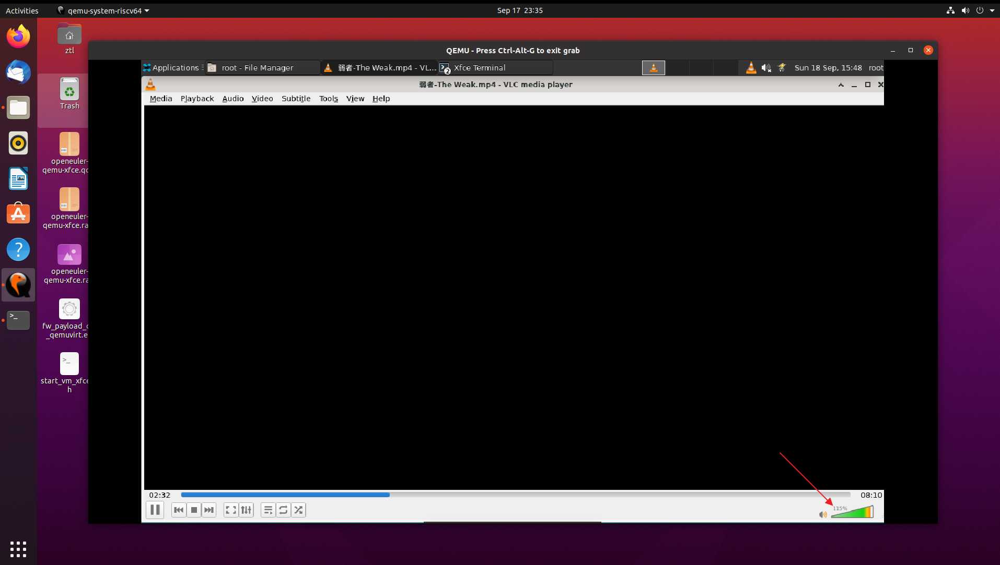 Activities
qemu-system-riscv64
Sep 17 23:35
ztl
Trash
openeuler-
qemu-xfce.qc
openeuler-
qemu-xfce.ra
openeuler-
qemu-xfce.ra
fw_payload_o
_qemuvirt.e
start_vm_xfce
h
QEMU - Press Ctrl-Alt-G to exit grab
Applications
root - File Manager
弱者-The Weak.mp4 - VL...
2
Xfce Terminal
Sun 18 Sep, 15:48
root
弱者-The Weak.mp4 - VLC media player
Media Playback Audio Video Subtitle Tools View Help
02:32
08:10
115%